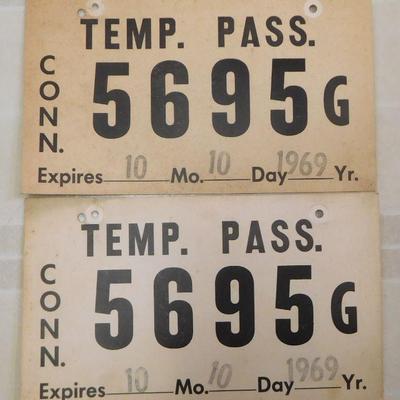 TEMP. PASS.
CONN.
5695G
Expires 10 Mo. 10 Day 1969 Yr.
TEMP. PASS.
CONN.
5695G
Expires 10 Mo. 10 Day 1969 Yr.